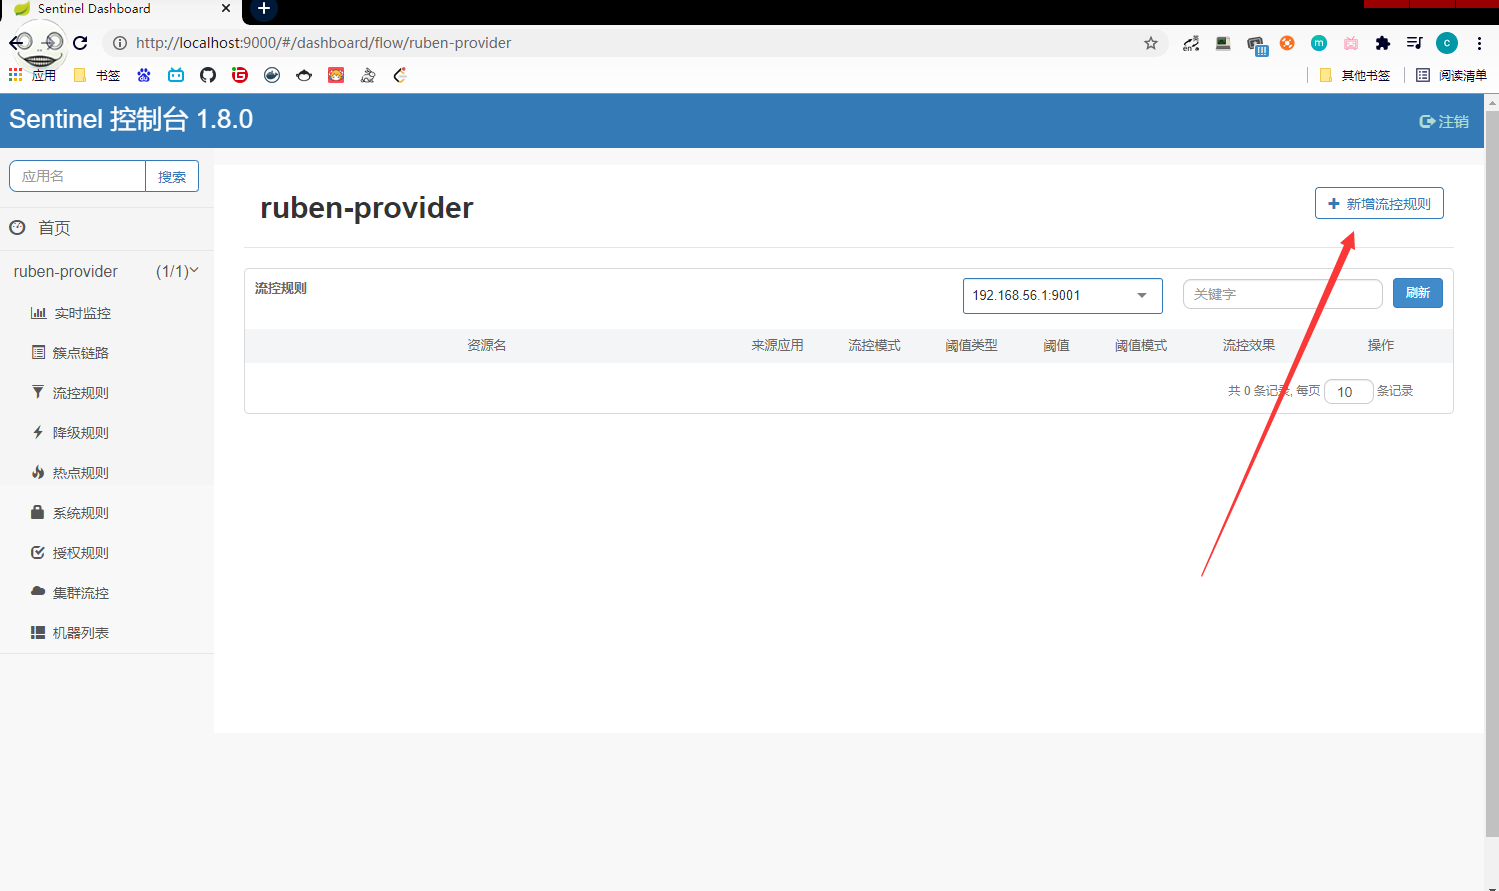 Sentinel Dashboard
http://localhost:9000/#/dashboard/flow/ruben-provider
应用
书签
其他书签
阅读清单
Sentinel 控制台 1.8.0
注销
应用名
搜索
首页
ruben-provider (1/1)
实时监控
簇点链路
流控规则
降级规则
热点规则
系统规则
授权规则
集群流控
机器列表
ruben-provider
新增流控规则
流控规则
192.168.56.1:9001
关键字
刷新
资源名 来源应用 流控模式 阈值类型 阈值 阈值模式 流控效果 操作
共 0 条记录, 每页 10 条记录